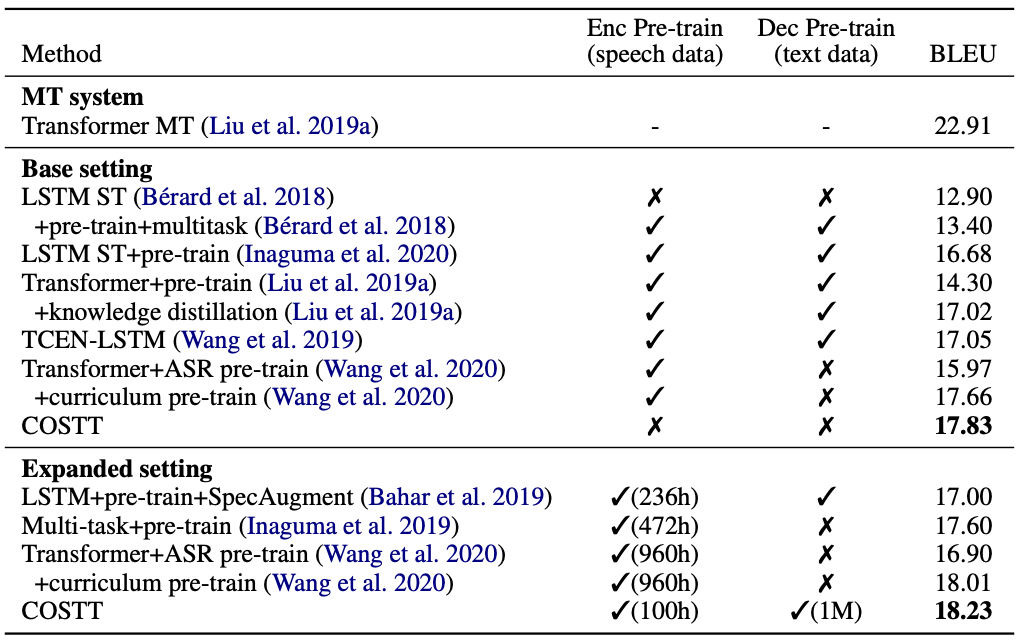 Method Enc Pre-train (speech data) Dec Pre-train (text data) BLEU
MT system
Transformer MT (Liu et al. 2019a) - - 22.91
Base setting
LSTM ST (Bérard et al. 2018) ✗ ✗ 12.90
+pre-train+multitask (Bérard et al. 2018) ✓ ✓ 13.40
LSTM ST+pre-train (Inaguma et al. 2020) ✓ ✓ 16.68
Transformer+pre-train (Liu et al. 2019a) ✓ ✓ 14.30
+knowledge distillation (Liu et al. 2019a) ✓ ✓ 17.02
TCEN-LSTM (Wang et al. 2019) ✓ ✓ 17.05
Transformer+ASR pre-train (Wang et al. 2020) ✓ ✗ 15.97
+curriculum pre-train (Wang et al. 2020) ✓ ✗ 17.66
COSTT ✗ ✗ 17.83
Expanded setting
LSTM+pre-train+SpecAugment (Bahar et al. 2019) ✓(236h) ✓ 17.00
Multi-task+pre-train (Inaguma et al. 2019) ✓(472h) ✗ 17.60
Transformer+ASR pre-train (Wang et al. 2020) ✓(960h) ✗ 16.90
+curriculum pre-train (Wang et al. 2020) ✓(960h) ✗ 18.01
COSTT ✓(100h) ✓(1M) 18.23